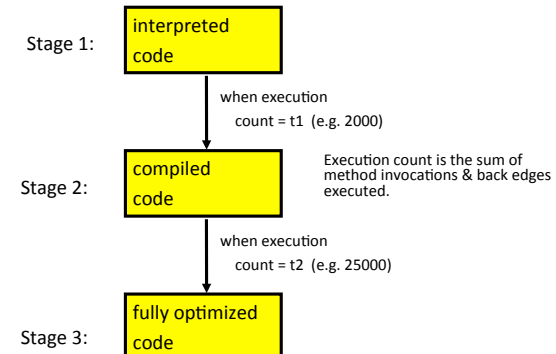 Stage 1:
interpreted
code
when execution
count = t1 (e.g. 2000)
Stage 2:
compiled
code
Execution count is the sum of
method invocations & back edges
executed.
when execution
count = t2 (e.g. 25000)
Stage 3:
fully optimized
code